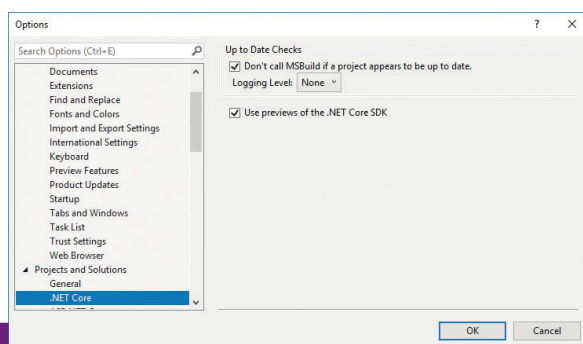 Options
?
Search Options (Ctrl+E)
Documents
Extensions
Find and Replace
Fonts and Colors
Import and Export Settings
International Settings
Keyboard
Preview Features
Product Updates
Startup
Tabs and Windows
Task List
Trust Settings
Web Browser
Projects and Solutions
General
.NET Core
Up to Date Checks
Don't call MSBuild if a project appears to be up to date.
Logging Level: None
Use previews of the .NET Core SDK
OK Cancel